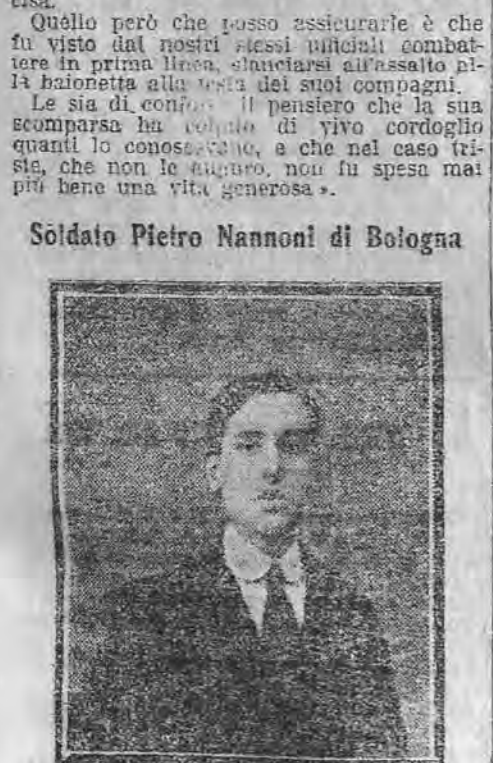 Quello però che posso assicurarle è che
fu visto dai nostri stessi ufficiali combat-
tere in prima linea, slanciarsi all'assalto al-
la baionetta alla testa dei suoi compagni.
Le sia di il pensiero che la sua
scomparsa ha di vivo cordoglio
quanti lo e che nel caso tri-
ste, che non le auguro, non fu spesa mai
più bene una vita generosa ».
Soldato Pietro Nannoni di Bologna